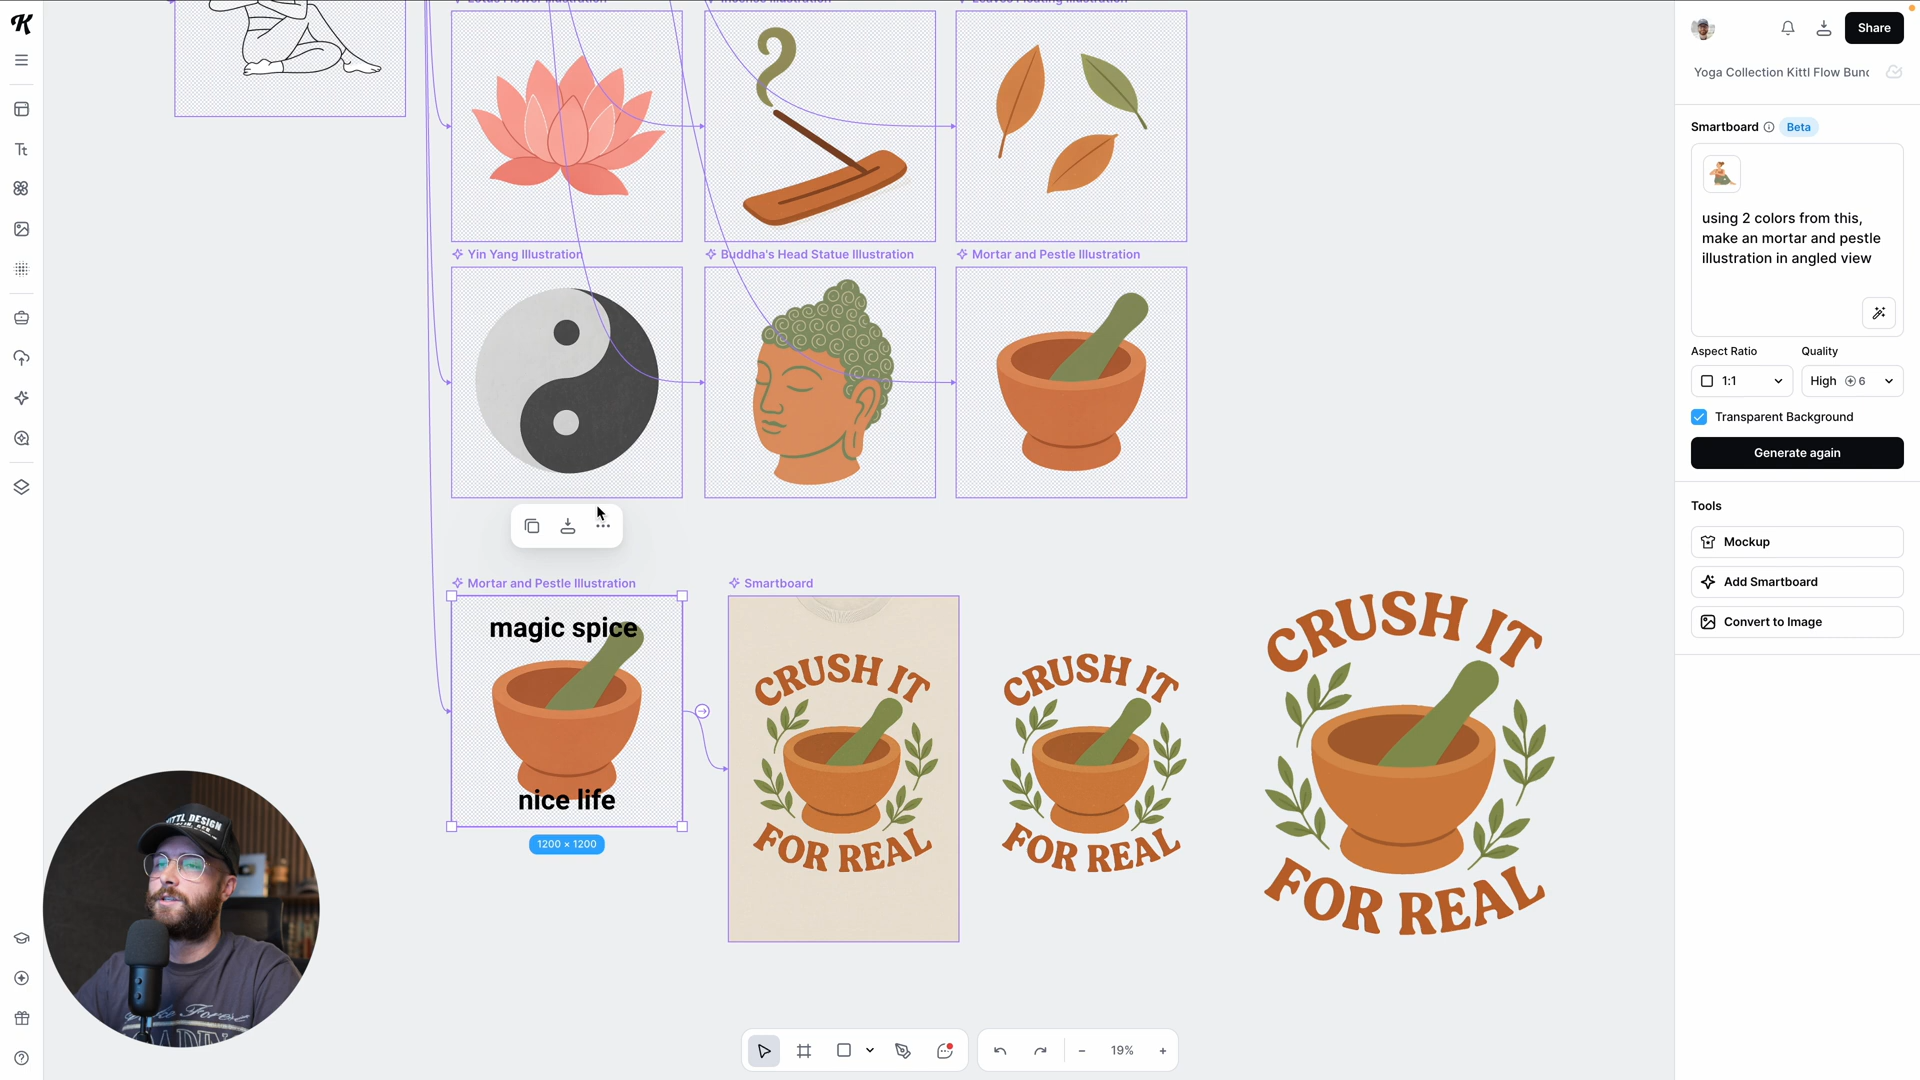 Share
Yoga Collection Kittl Flow Bund
Smartboard
Beta
using 2 colors from this,
make an mortar and pestle
illustration in angled view
Aspect Ratio
Quality
1:1
High
6
Transparent Background
Generate again
Tools
Mockup
Add Smartboard
Convert to Image
Tt
Yin Yang Illustration
Buddha's Head Statue Illustration
Mortar and Pestle Illustration
Mortar and Pestle Illustration
magic spice
nice life
1200 × 1200
Smartboard
CRUSH IT
FOR REAL
CRUSH IT
FOR REAL
CRUSH IT
FOR REAL
19%